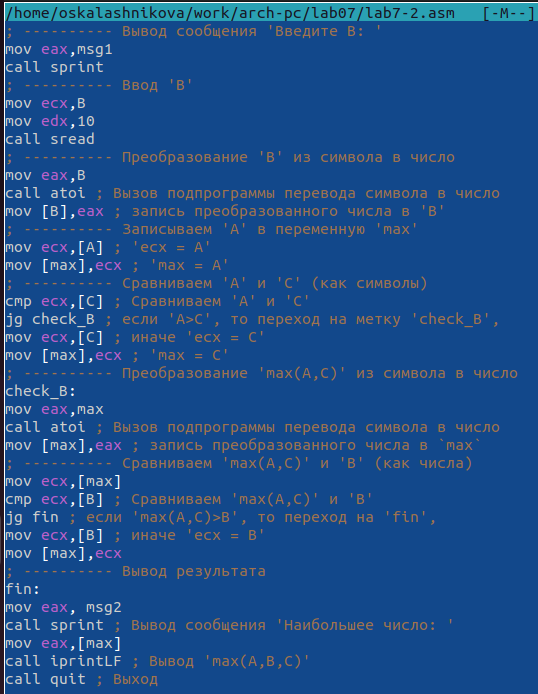 /home/oskalashnikova/work/arch-pc/lab07/lab7-2.asm [-M--]
; ---------- Вывод сообщения 'Введите B: '
mov eax,msg1
call sprint
; ---------- Ввод 'B'
mov ecx,B
mov edx,10
call sread
; ---------- Преобразование 'B' из символа в число
mov eax,B
call atoi ; Вызов подпрограммы перевода символа в число
mov [B],eax ; запись преобразованного числа в 'B'
; ---------- Записываем 'A' в переменную 'max'
mov ecx,[A] ; 'ecx = A'
mov [max],ecx ; 'max = A'
; ---------- Сравниваем 'A' и 'С' (как символы)
cmp ecx,[C] ; Сравниваем 'A' и 'С'
jg check_B ; если 'A>C', то переход на метку 'check_B',
mov ecx,[C] ; иначе 'ecx = C'
mov [max],ecx ; 'max = C'
; ---------- Преобразование 'max(A,C)' из символа в число
check_B:
mov eax,max
call atoi ; Вызов подпрограммы перевода символа в число
mov [max],eax ; запись преобразованного числа в `max`
; ---------- Сравниваем 'max(A,C)' и 'B' (как числа)
mov ecx,[max]
cmp ecx,[B] ; Сравниваем 'max(A,C)' и 'B'
jg fin ; если 'max(A,C)>B', то переход на 'fin',
mov ecx,[B] ; иначе 'ecx = B'
mov [max],ecx
; ---------- Вывод результата
fin:
mov eax, msg2
call sprint ; Вывод сообщения 'Наибольшее число: '
mov eax,[max]
call iprintLF ; Вывод 'max(A,B,C)'
call quit ; Выход